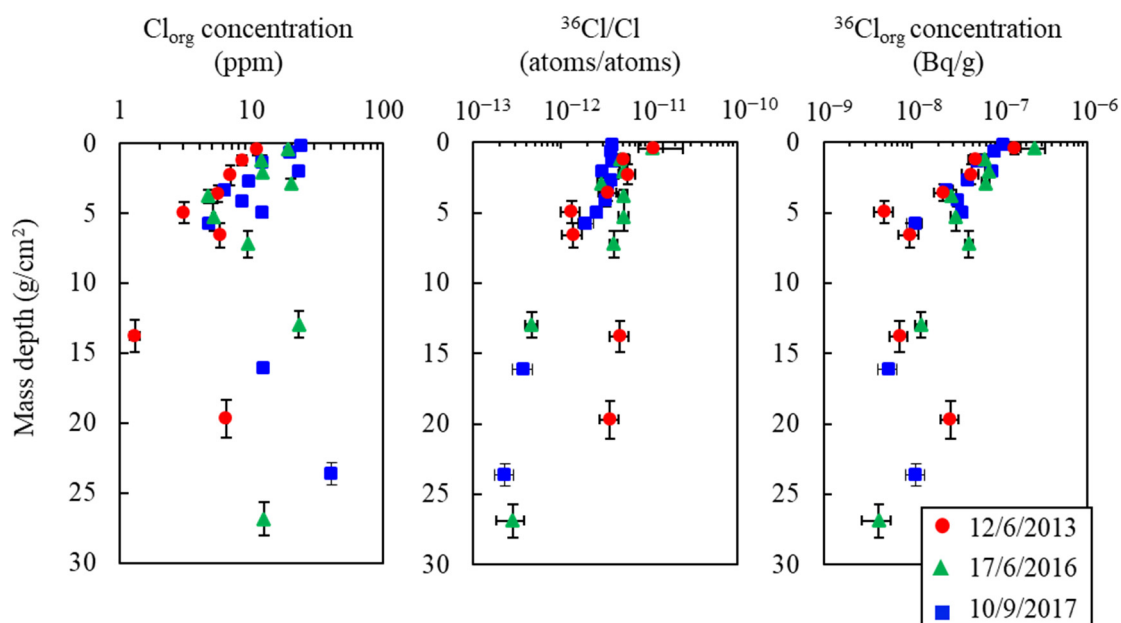 Cl_org concentration
(ppm)
1 10 100
³⁶Cl/Cl
(atoms/atoms)
10⁻¹³ 10⁻¹² 10⁻¹¹ 10⁻¹⁰
³⁶Cl_org concentration
(Bq/g)
10⁻⁹ 10⁻⁸ 10⁻⁷ 10⁻⁶
Mass depth (g/cm²)
0
5
10
15
20
25
30
0
5
10
15
20
25
30
0
5
10
15
20
25
30
12/6/2013
17/6/2016
10/9/2017